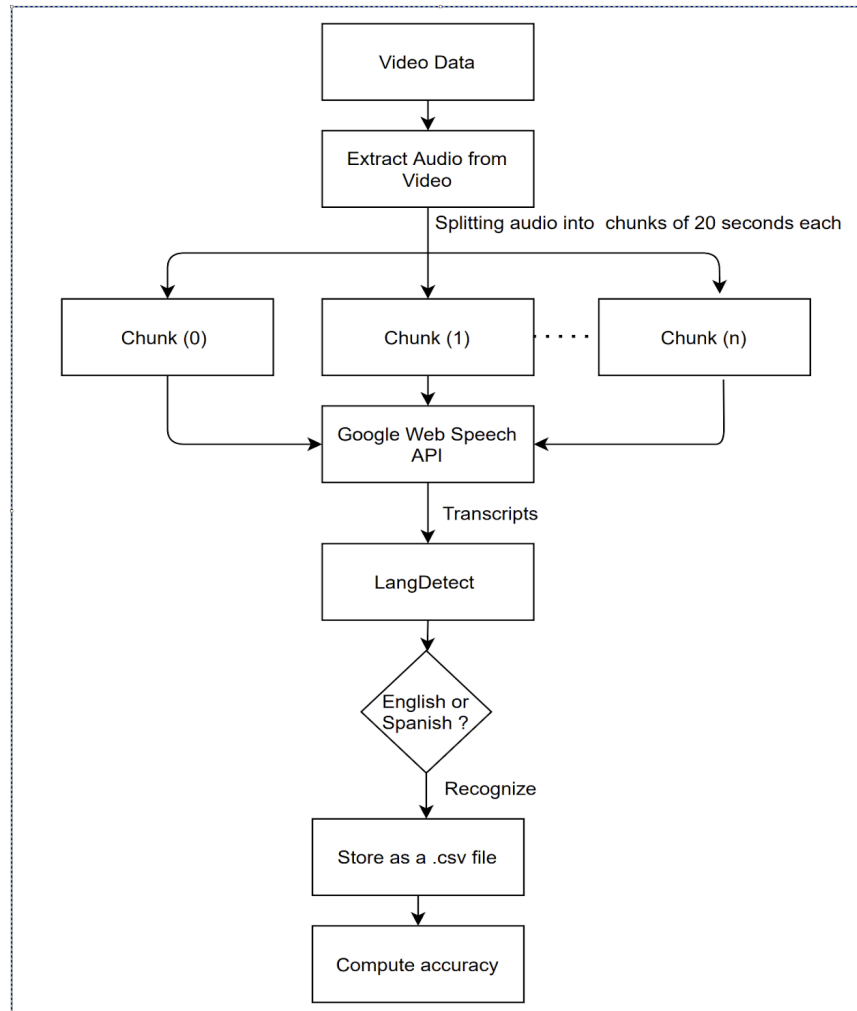 Video Data
Extract Audio from
Video
Splitting audio into chunks of 20 seconds each
Chunk (0)
Chunk (1)
Chunk (n)
Google Web Speech
API
Transcripts
LangDetect
English or
Spanish ?
Recognize
Store as a .csv file
Compute accuracy